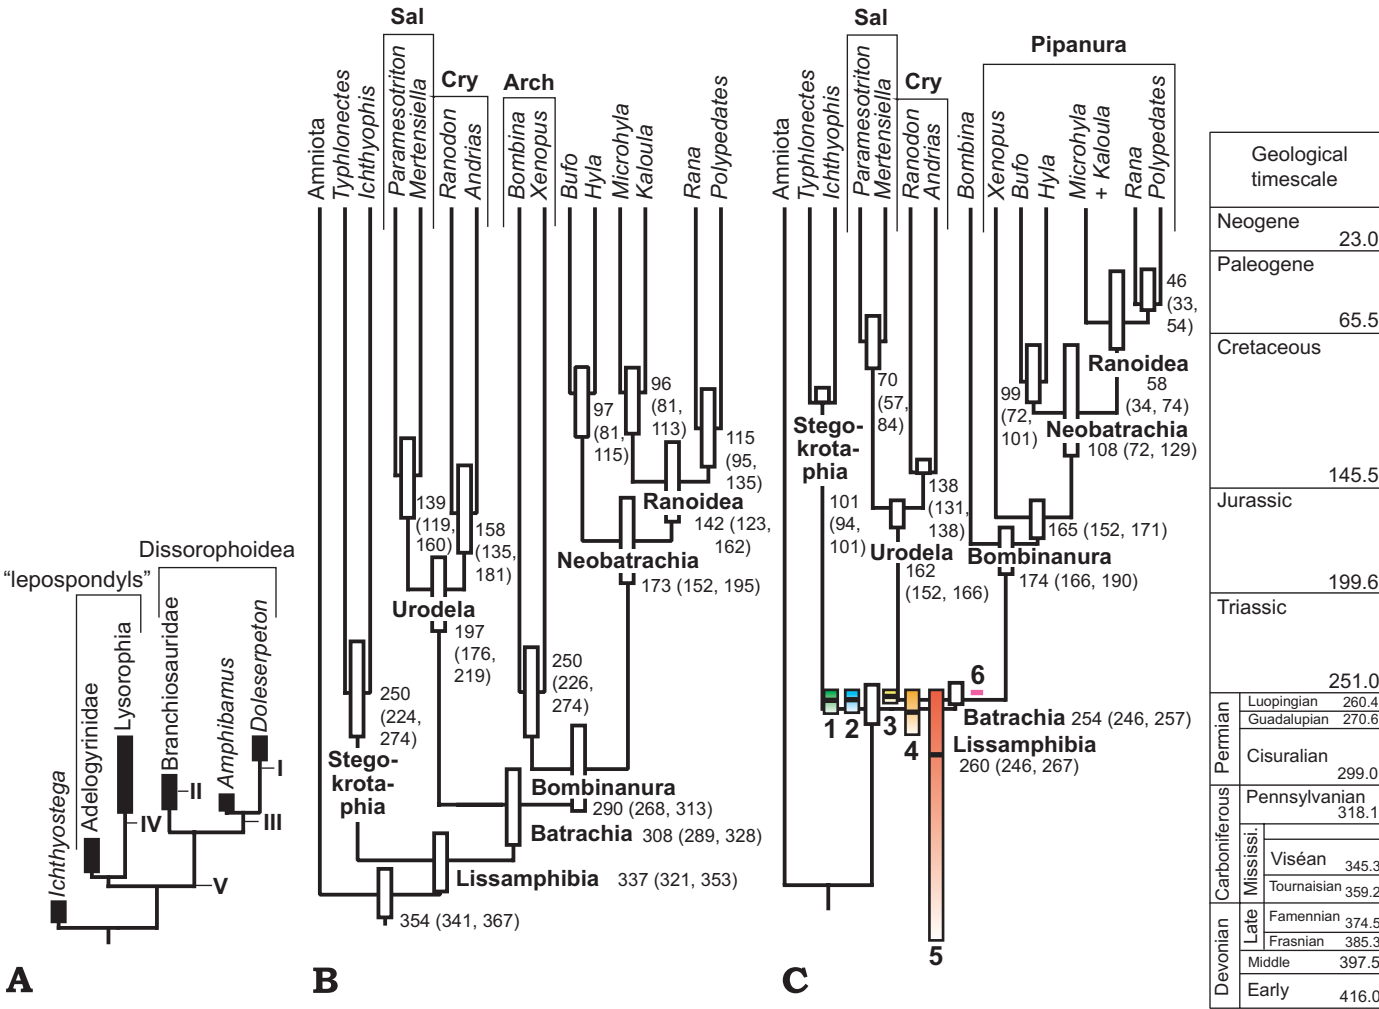 "lepospondyls"
Dissorophoidea
Ichthyostega
Adelogyrinidae
Lysorophia
Branchiosauridae
Amphibamus
Doleserpeton
I
II
III
IV
V
A
Sal
Cry
Arch
Amniota
Typhlonectes
Ichthyophis
Paramesotriton
Mertensiella
Ranodon
Andrias
Bombina
Xenopus
Bufo
Hyla
Microhyla
Kaloula
Rana
Polypedates
97
(81,
115)
96
(81,
113)
115
(95,
135)
Ranoidea
142 (123,
162)
Neobatrachia
173 (152, 195)
139
(119,
160)
158
(135,
181)
Urodela
197
(176,
219)
250
(226,
274)
250
(224,
274)
Stego-
krota-
phia
Bombinanura
290 (268, 313)
Batrachia 308 (289, 328)
Lissamphibia 337 (321, 353)
354 (341, 367)
B
Sal
Cry
Pipanura
Amniota
Typhlonectes
Ichthyophis
Paramesotriton
Mertensiella
Ranodon
Andrias
Bombina
Xenopus
Bufo
Hyla
Microhyla
+ Kaloula
Rana
Polypedates
46
(33,
54)
Ranoidea
58
(34, 74)
99
(72,
101)
Neobatrachia
108 (72, 129)
70
(57,
84)
Stego-
krota-
phia
101
(94,
101)
138
(131,
138)
Urodela
162
(152, 166)
165 (152, 171)
Bombinanura
174 (166, 190)
6
Batrachia 254 (246, 257)
Lissamphibia
260 (246, 267)
1
2
3
4
5
C
Geological
timescale
Neogene
23.0
Paleogene
65.5
Cretaceous
145.5
Jurassic
199.6
Triassic
251.0
Permian
Luopingian 260.4
Guadalupian 270.6
Cisuralian
299.0
Carboniferous
Pennsylvanian
318.1
Mississi.
Viséan 345.3
Tournaisian 359.2
Devonian
Late
Famennian 374.5
Frasnian 385.3
Middle 397.5
Early 416.0